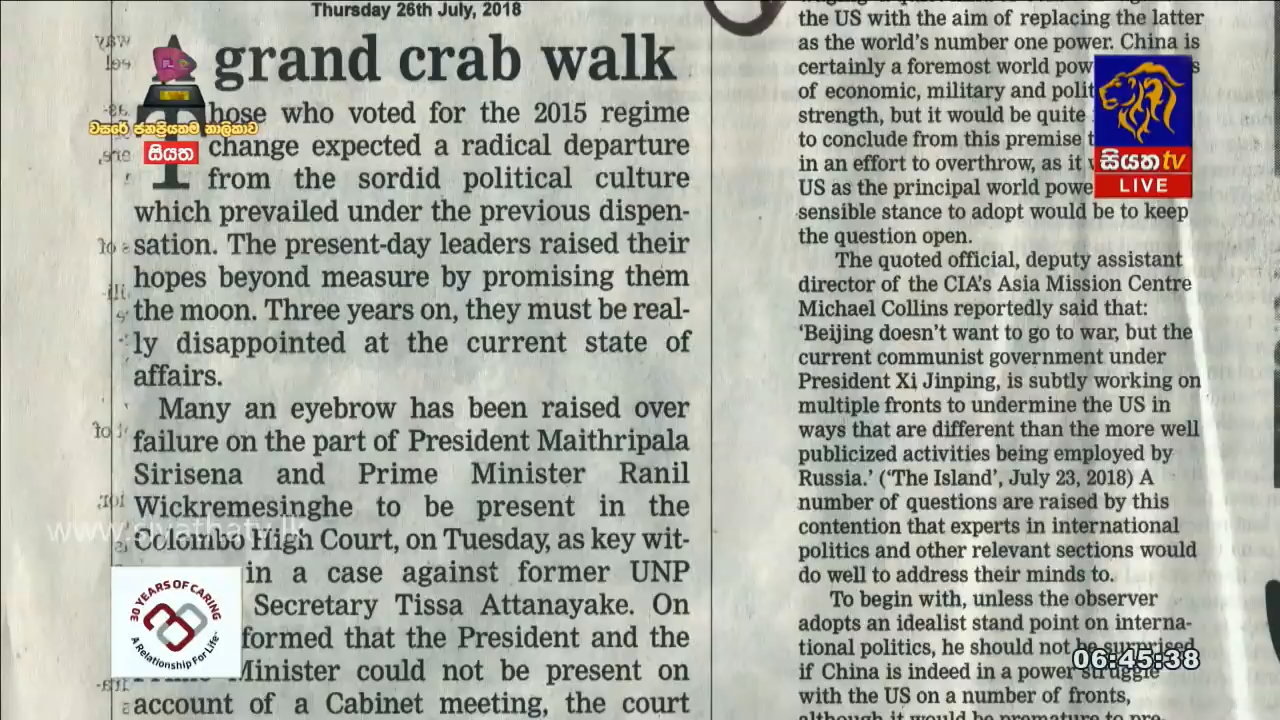 Thursday 26th July, 2018
grand crab walk
Those who voted for the 2015 regime
change expected a radical departure
from the sordid political culture
which prevailed under the previous dispen-
sation. The present-day leaders raised their
hopes beyond measure by promising them
the moon. Three years on, they must be real-
ly disappointed at the current state of
affairs.
Many an eyebrow has been raised over
failure on the part of President Maithripala
Sirisena and Prime Minister Ranil
Wickremesinghe to be present in the
Colombo High Court, on Tuesday, as key wit-
in a case against former UNP
Secretary Tissa Attanayake. On
formed that the President and the
Minister could not be present on
account of a Cabinet meeting, the court
the US with the aim of replacing the latter
as the world's number one power. China is
certainly a foremost world pow
of economic, military and polit
strength, but it would be quite
to conclude from this premise t
in an effort to overthrow, as it
US as the principal world powe
sensible stance to adopt would be to keep
the question open.
The quoted official, deputy assistant
director of the CIA's Asia Mission Centre
Michael Collins reportedly said that:
'Beijing doesn't want to go to war, but the
current communist government under
President Xi Jinping, is subtly working on
multiple fronts to undermine the US in
ways that are different than the more well
publicized activities being employed by
Russia.' ('The Island', July 23, 2018) A
number of questions are raised by this
contention that experts in international
politics and other relevant sections would
do well to address their minds to.
To begin with, unless the observer
adopts an idealist stand point on interna-
tional politics, he should not be surprised
if China is indeed in a power struggle
with the US on a number of fronts,
although it would be premature to pre-
වසරේ ජනප්‍රියතම නාලිකාව
සියත
සියත tv
LIVE
www.siyathatv.lk
30 YEARS OF CARING
A Relationship For Life
06:45:38